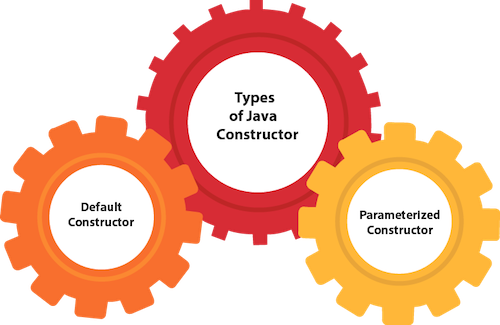 Types
of Java
Constructor
Default
Constructor
Parameterized
Constructor